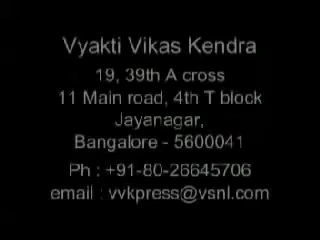 Vyakti Vikas Kendra
19, 39th A cross
11 Main road, 4th T block
Jayanagar,
Bangalore - 5600041
Ph : +91-80-26645706
email : vvkpress@vsnl.com